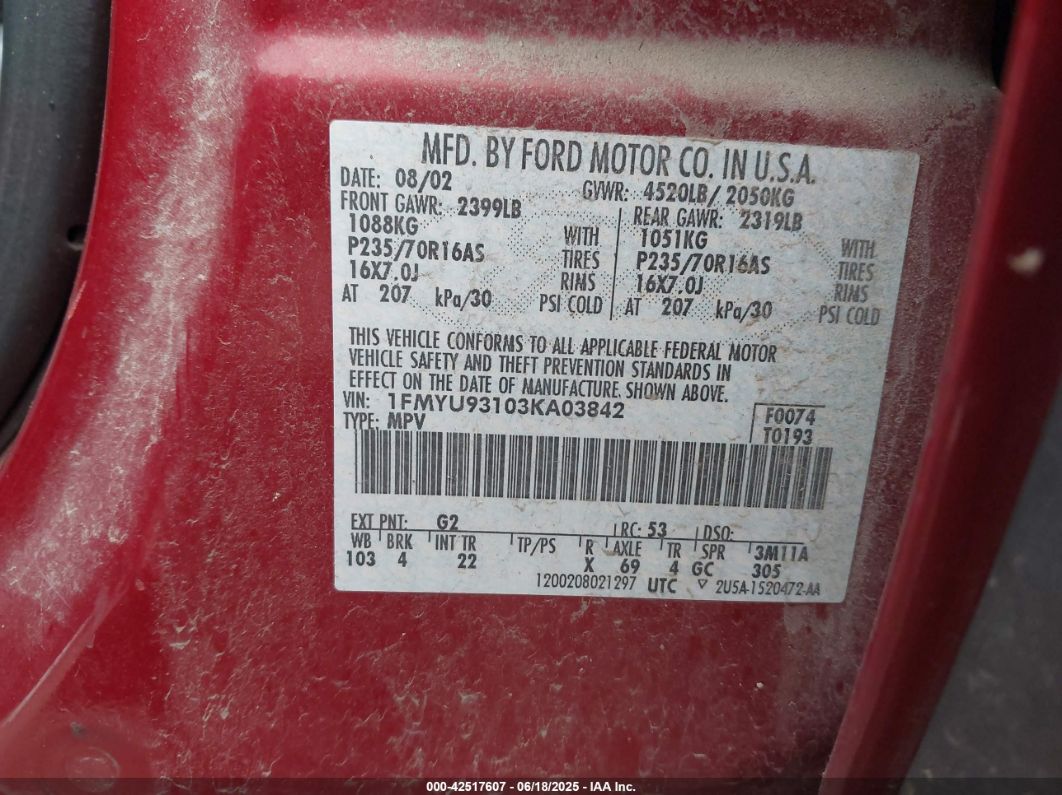 MFD. BY FORD MOTOR CO. IN U.S.A.
DATE: 08/02 GVWR: 4520LB/ 2050KG
FRONT GAWR: 2399LB REAR GAWR: 2319LB
1088KG WITH 1051KG WITH
P235/70R16AS TIRES P235/70R16AS TIRES
16X7.0J RIMS 16X7.0J RIMS
AT 207 kPa/30 PSI COLD AT 207 kPa/30 PSI COLD
THIS VEHICLE CONFORMS TO ALL APPLICABLE FEDERAL MOTOR
VEHICLE SAFETY AND THEFT PREVENTION STANDARDS IN
EFFECT ON THE DATE OF MANUFACTURE SHOWN ABOVE.
VIN: 1FMYU93103KA03842 F0074
TYPE: MPV T0193
EXT PNT: G2 RC: 53 DSO:
WB BRK INT TR TP/PS R AXLE TR SPR 3M11A
103 4 22 X 69 4 GC 305
1200208021297 UTC ▽ 2U5A-1520472-AA
000-42517607 - 06/18/2025 - IAA Inc.